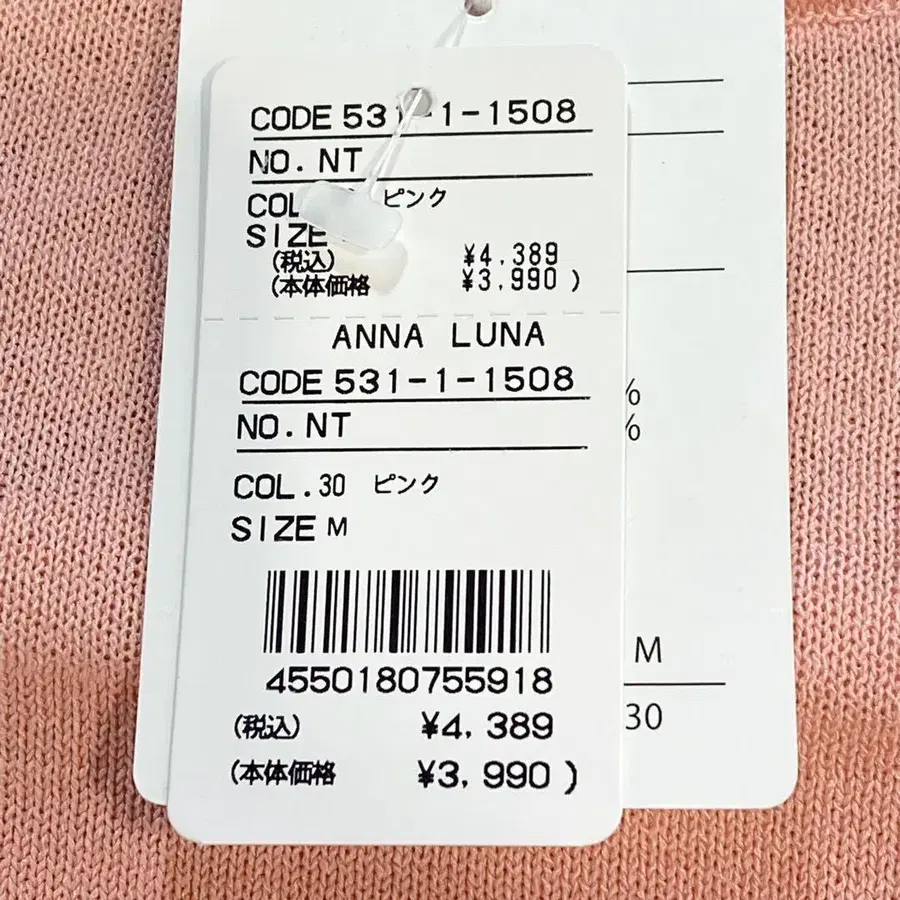 CODE 531-1-1508
NO. NT
COL ピンク
SIZE
(税込) ¥4,389
(本体価格 ¥3,990 )
ANNA LUNA
CODE 531-1-1508
NO. NT
COL.30 ピンク
SIZE M
4550180755918
(税込) ¥4,389
(本体価格 ¥3,990 )
%
%
M
30